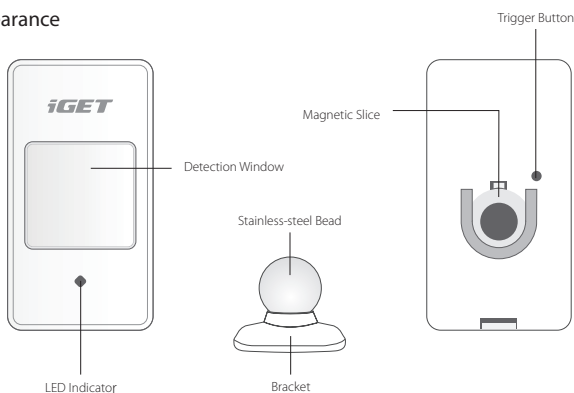 arance
Trigger Button
iGET
Magnetic Slice
Detection Window
Stainless-steel Bead
LED Indicator
Bracket